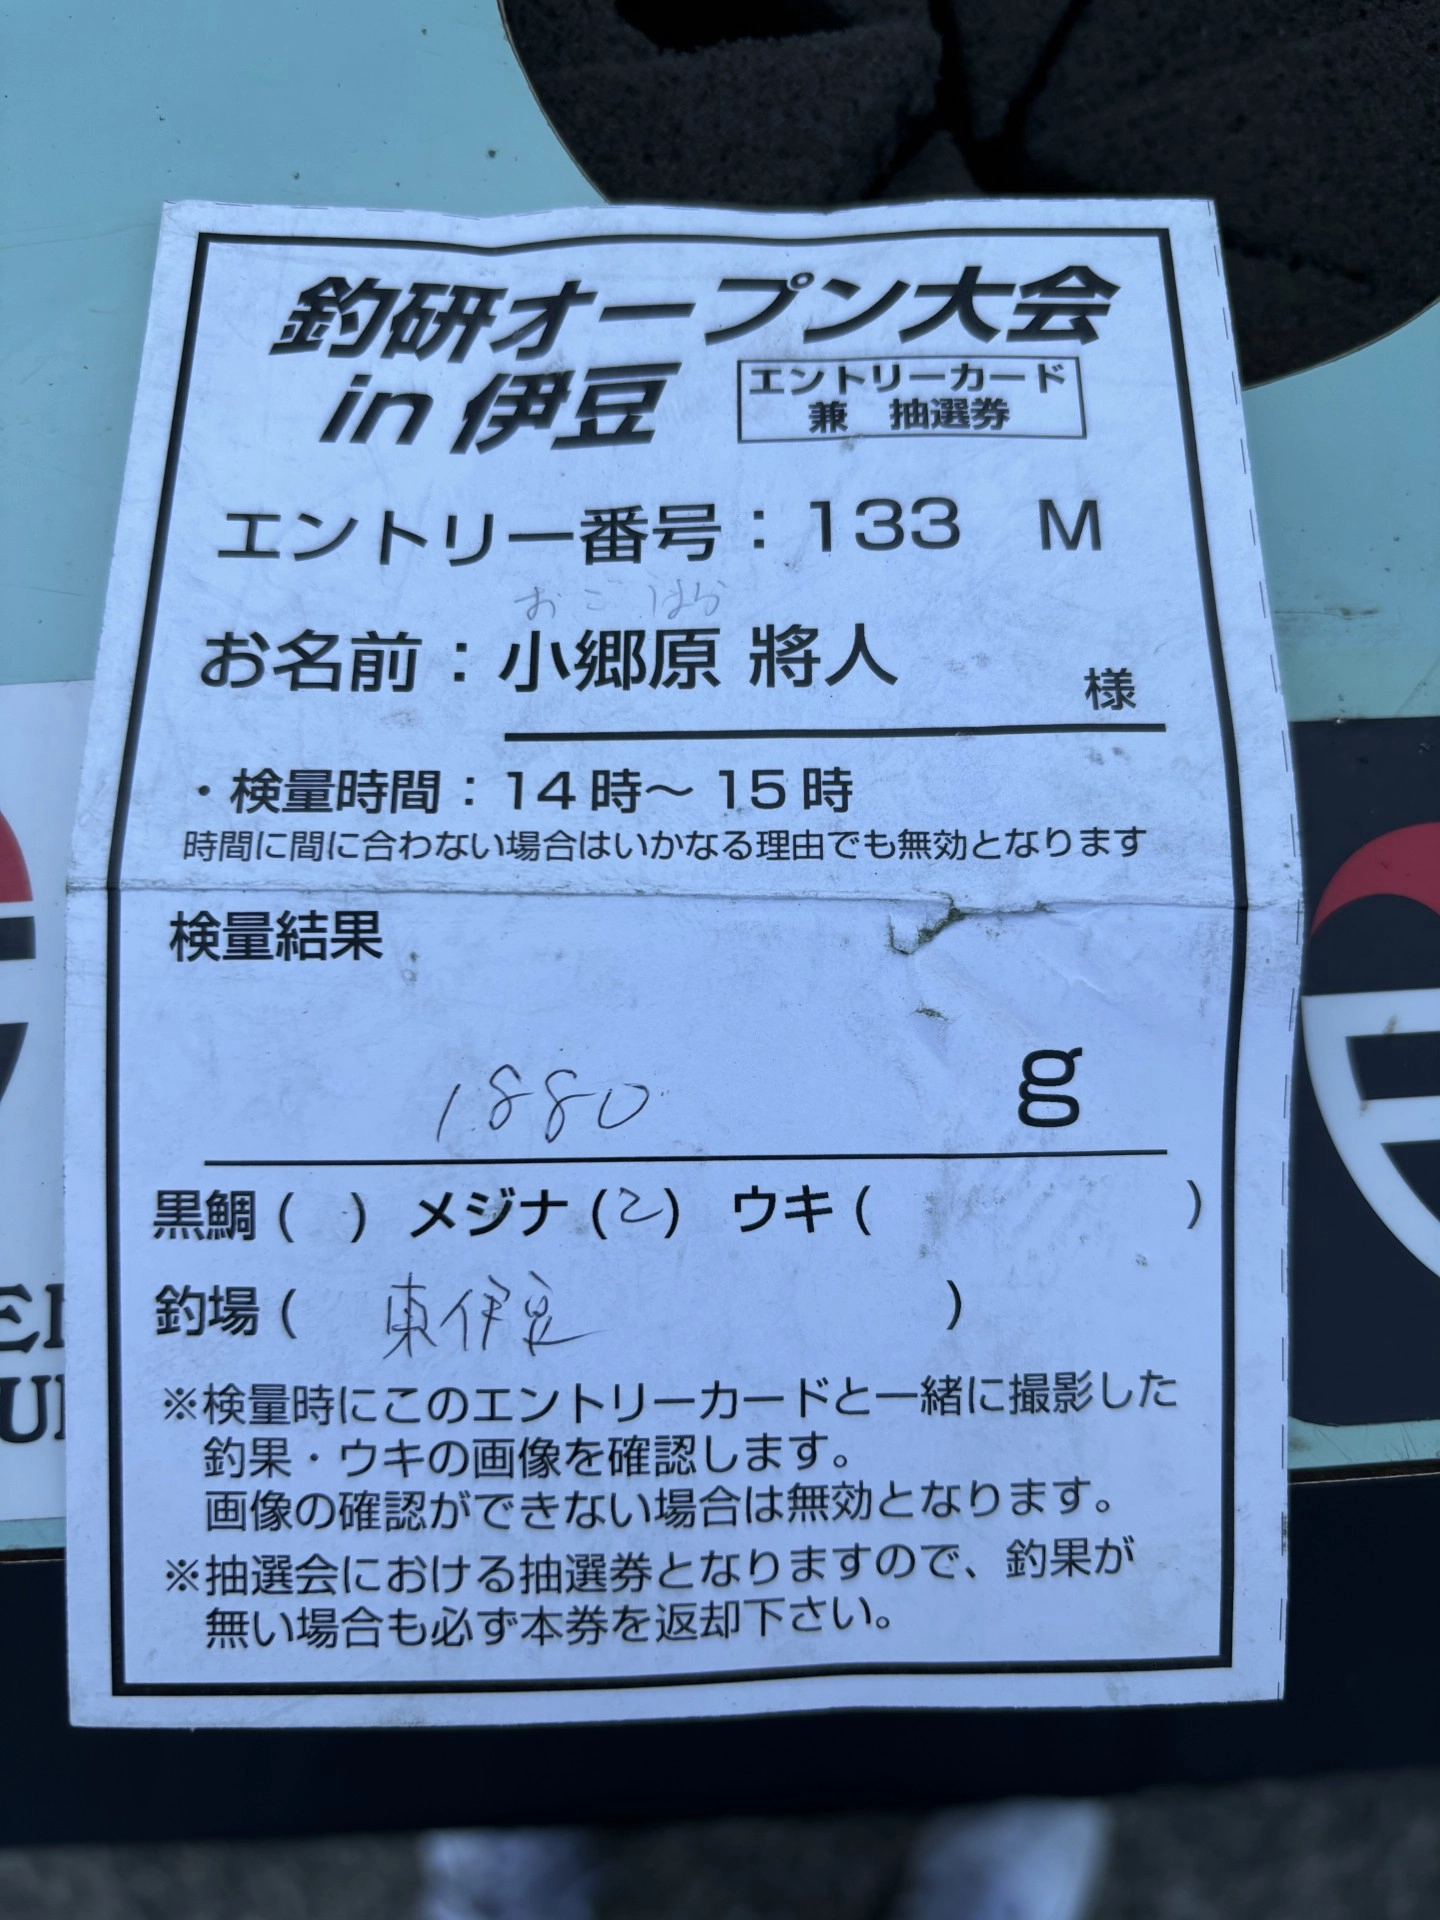 釣研オープン大会
in 伊豆
エントリーカード
兼 抽選券
エントリー番号：133 M
おこはら
お名前：小郷原 將人 様
・検量時間：14時～15時
時間に間に合わない場合はいかなる理由でも無効となります
検量結果
1880 g
黒鯛( ) メジナ(2) ウキ( )
釣場( 東伊豆 )
※検量時にこのエントリーカードと一緒に撮影した
釣果・ウキの画像を確認します。
画像の確認ができない場合は無効となります。
※抽選会における抽選券となりますので、釣果が
無い場合も必ず本券を返却下さい。